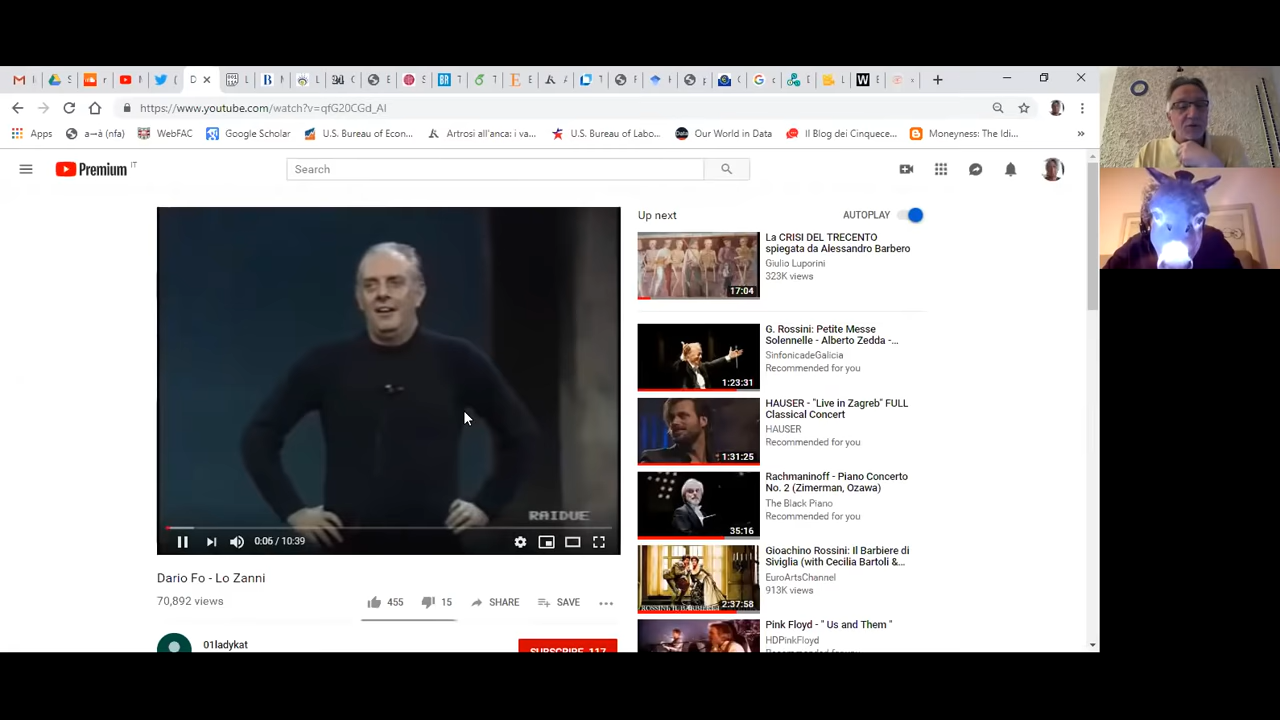 https://www.youtube.com/watch?v=qfG20CGd_AI
Apps
a→à (nfa)
WebFAC
Google Scholar
U.S. Bureau of Econ...
Artrosi all'anca: i va...
U.S. Bureau of Labo...
Our World in Data
Il Blog dei Cinquece...
Moneyness: The Idi...
»
Premium IT
Search
RAIDUE
0:06 / 10:39
Dario Fo - Lo Zanni
70,892 views
455
15
SHARE
SAVE
01ladykat
SUBSCRIBE 117
Up next
AUTOPLAY
17:04
La CRISI DEL TRECENTO
spiegata da Alessandro Barbero
Giulio Luporini
323K views
1:23:31
G. Rossini: Petite Messe
Solennelle - Alberto Zedda -...
SinfonicadeGalicia
Recommended for you
1:31:25
HAUSER - "Live in Zagreb" FULL
Classical Concert
HAUSER
Recommended for you
35:16
Rachmaninoff - Piano Concerto
No. 2 (Zimerman, Ozawa)
The Black Piano
Recommended for you
2:37:58
Gioachino Rossini: Il Barbiere di
Siviglia (with Cecilia Bartoli &...
EuroArtsChannel
913K views
Pink Floyd - " Us and Them "
HDPinkFloyd
Recommended for you